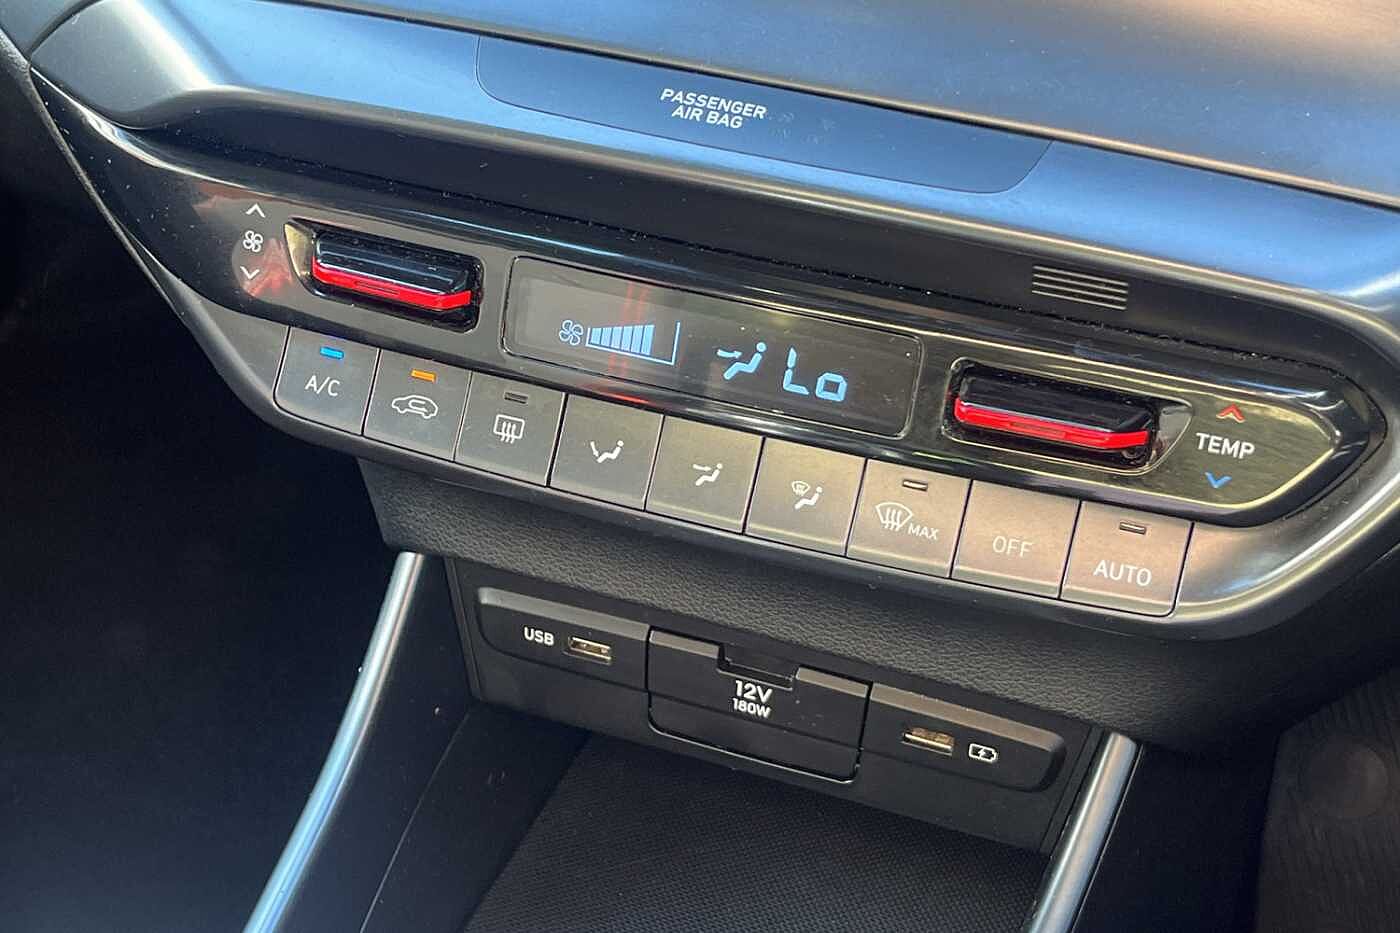 PASSENGER
AIR BAG
Lo
TEMP
A/C
MAX
OFF
AUTO
USB
12V
180W